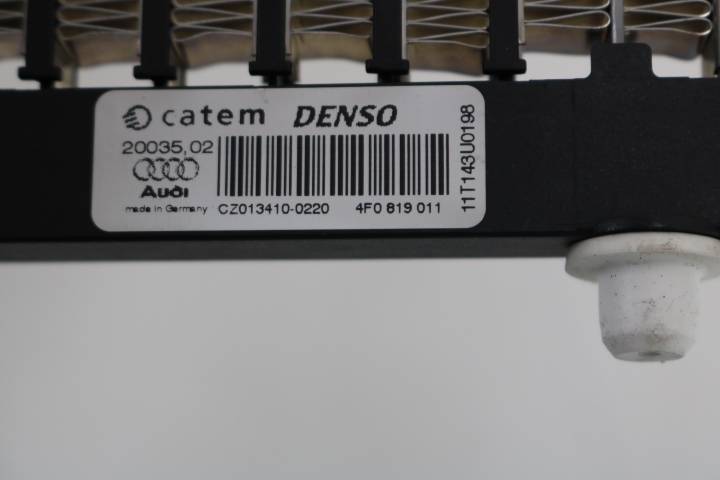 catem DENSO
20035,02
Audi
made in Germany CZ013410-0220 4F0 819 011
11T143U0198